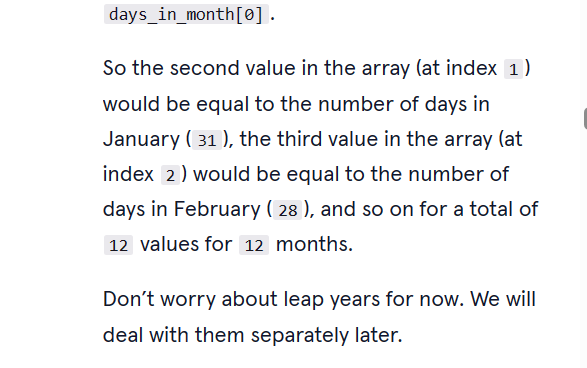 days_in_month[0].
So the second value in the array (at index 1)
would be equal to the number of days in
January (31), the third value in the array (at
index 2) would be equal to the number of
days in February (28), and so on for a total of
12 values for 12 months.
Don’t worry about leap years for now. We will
deal with them separately later.